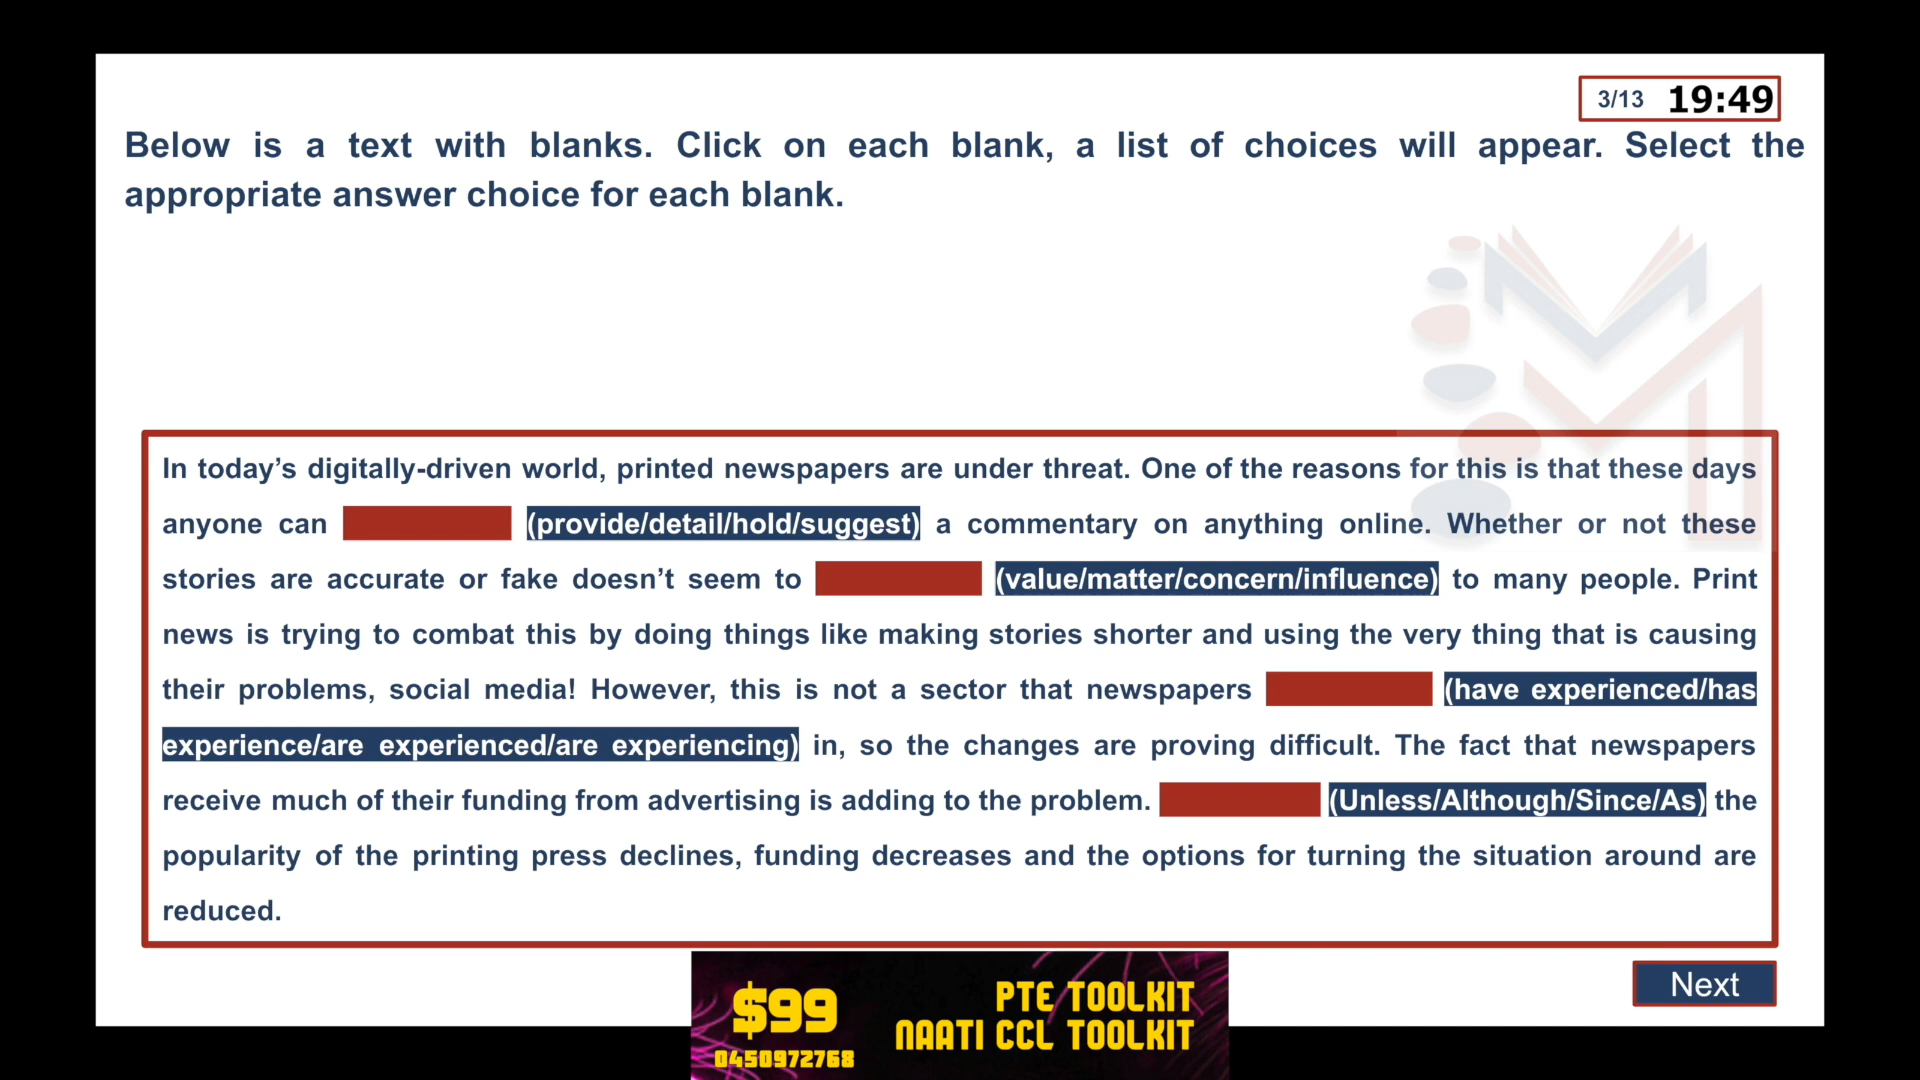 3/13 19:49
Below is a text with blanks. Click on each blank, a list of choices will appear. Select the
appropriate answer choice for each blank.
In today’s digitally-driven world, printed newspapers are under threat. One of the reasons for this is that these days
anyone can (provide/detail/hold/suggest) a commentary on anything online. Whether or not these
stories are accurate or fake doesn’t seem to (value/matter/concern/influence) to many people. Print
news is trying to combat this by doing things like making stories shorter and using the very thing that is causing
their problems, social media! However, this is not a sector that newspapers (have experienced/has
experience/are experienced/are experiencing) in, so the changes are proving difficult. The fact that newspapers
receive much of their funding from advertising is adding to the problem. (Unless/Although/Since/As) the
popularity of the printing press declines, funding decreases and the options for turning the situation around are
reduced.
Next
$99
0450972768
PTE TOOLKIT
NAATI CCL TOOLKIT